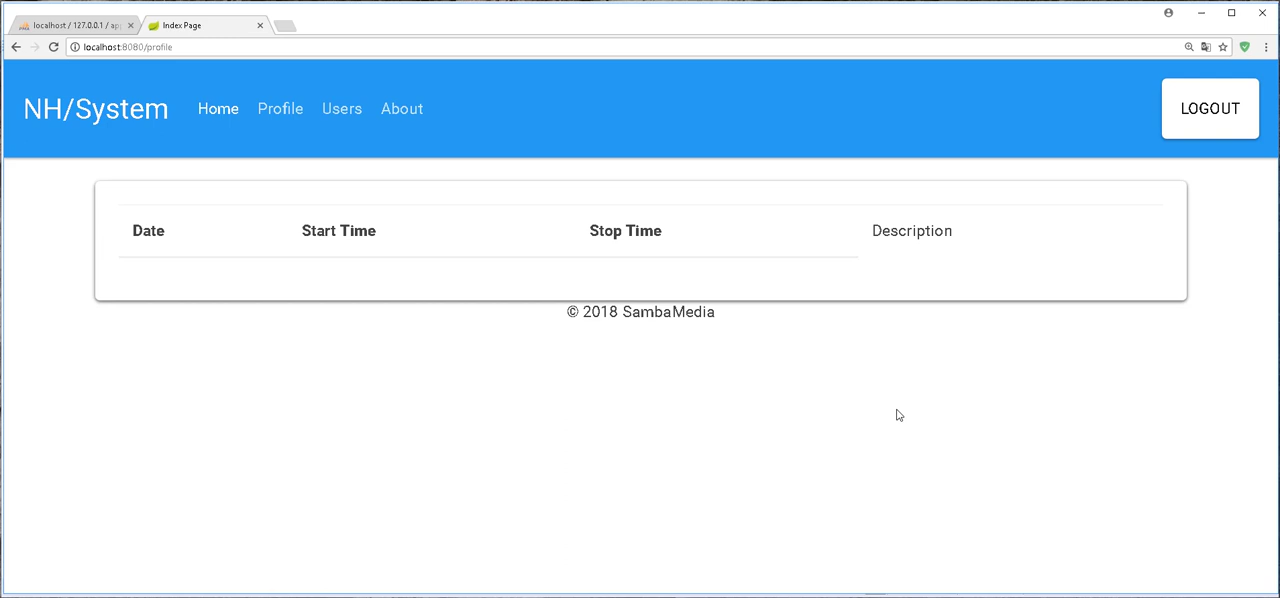 localhost / 127.0.0.1 / ap
Index Page
localhost:8080/profile
NH/System
Home
Profile
Users
About
LOGOUT
Date
Start Time
Stop Time
Description
© 2018 SambaMedia